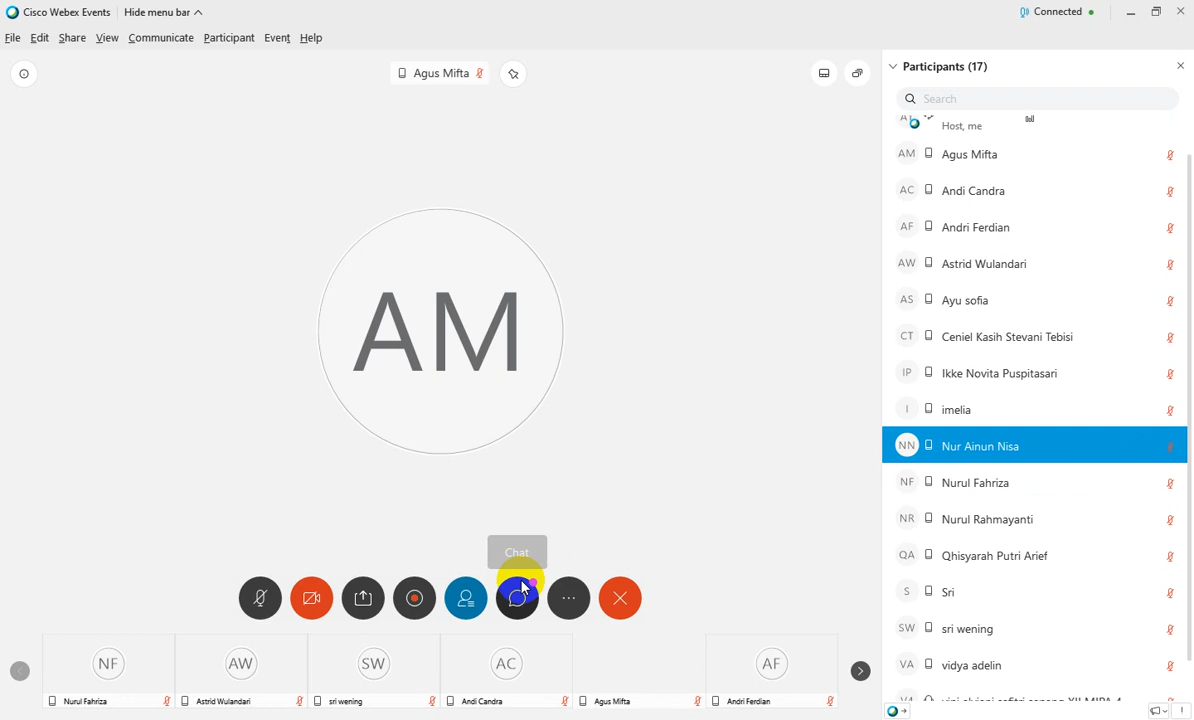 Cisco Webex Events Hide menu bar Connected
File Edit Share View Communicate Participant Event Help
Agus Mifta
AM
Chat
NF
Nurul Fahriza
AW
Astrid Wulandari
SW
sri wening
AC
Andi Candra
Agus Mifta
AF
Andri Ferdian
Participants (17)
Search
Host, me
AM Agus Mifta
AC Andi Candra
AF Andri Ferdian
AW Astrid Wulandari
AS Ayu sofia
CT Ceniel Kasih Stevani Tebisi
IP Ikke Novita Puspitasari
I imelia
NN Nur Ainun Nisa
NF Nurul Fahriza
NR Nurul Rahmayanti
QA Qhisyarah Putri Arief
S Sri
SW sri wening
VA vidya adelin